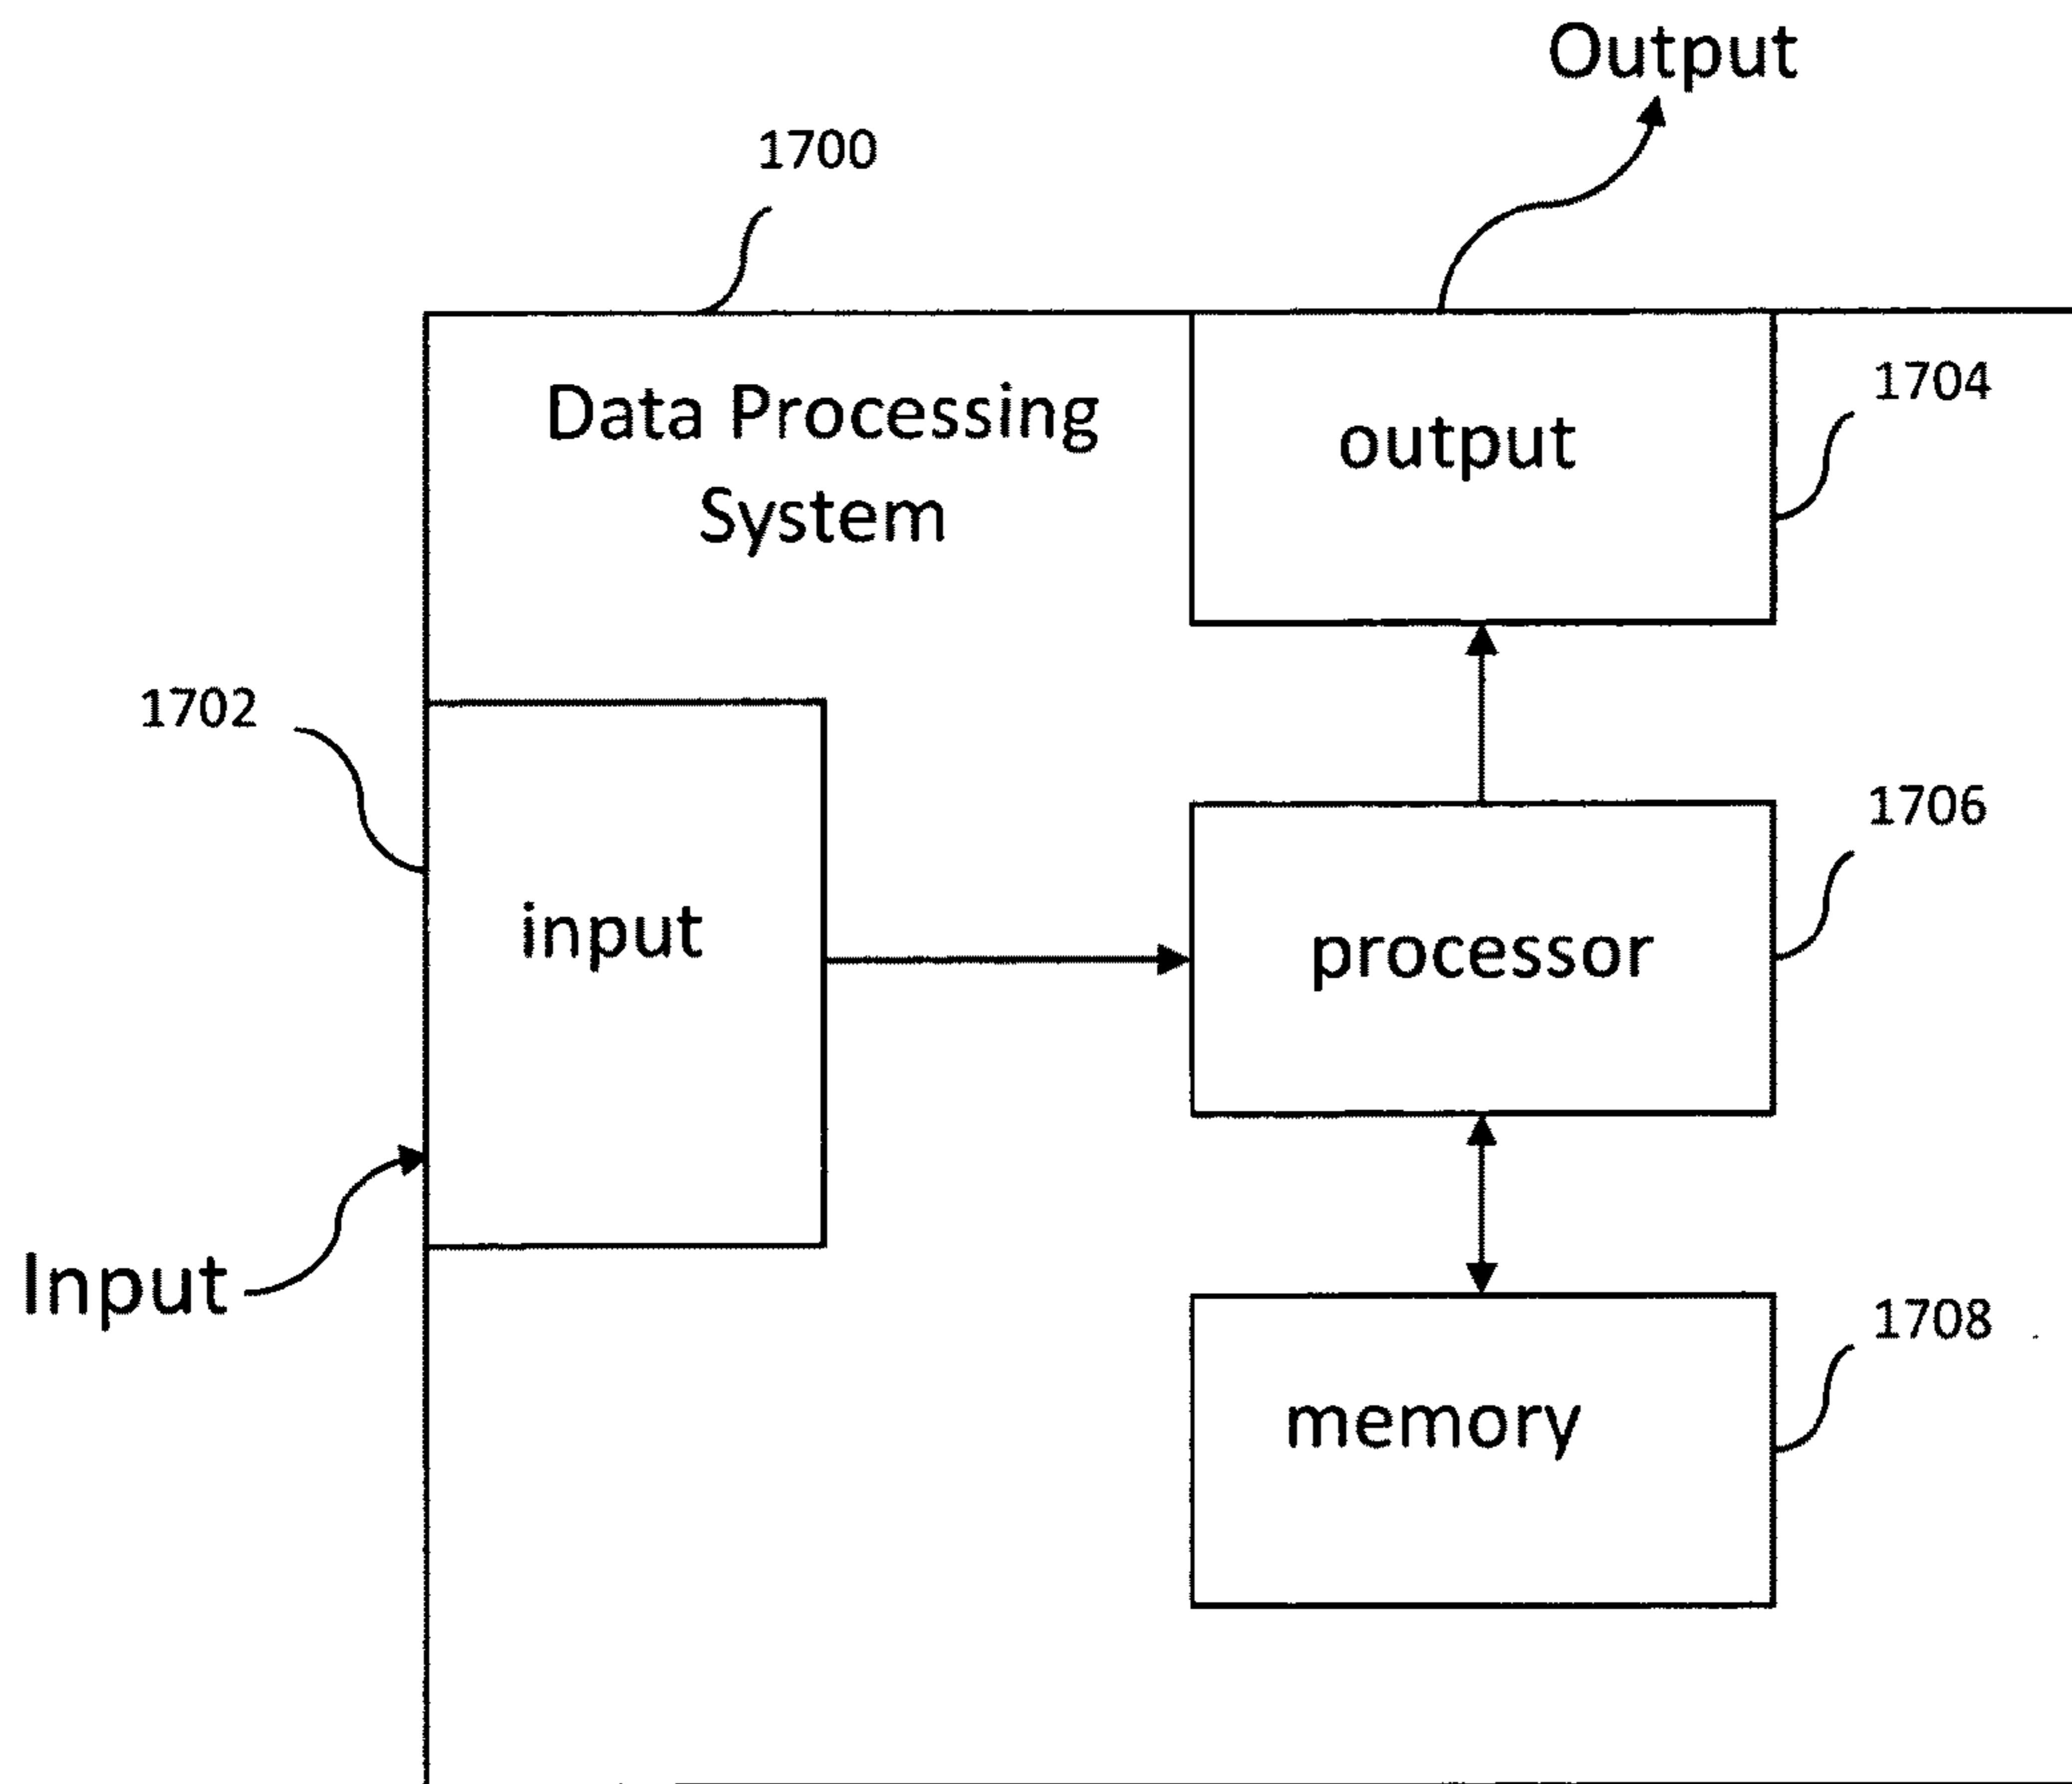 Output
1700
1704
Data Processing
System
output
1702
1706
input
processor
Input
1708
memory